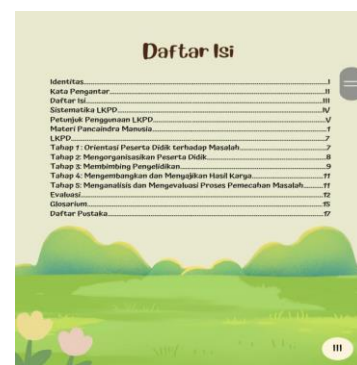 Daftar Isi
Identitas I
Kata Pengantar II
Daftar Isi III
Sistematika LKPD IV
Petunjuk Penggunaan LKPD V
Materi Pancaindra Manusia 1
LKPD 7
Tahap 1: Orientasi Peserta Didik terhadap Masalah 7
Tahap 2: Mengorganisasikan Peserta Didik 8
Tahap 3: Membimbing Penyelidikan 9
Tahap 4: Mengembangkan dan Menyajikan Hasil Karya 11
Tahap 5: Menganalisis dan Mengevaluasi Proses Pemecahan Masalah 11
Evaluasi 12
Glosarium 15
Daftar Pustaka 17
III